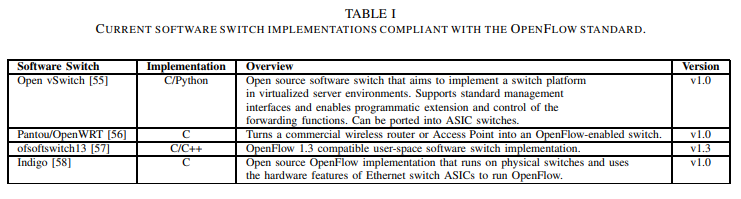 TABLE I
CURRENT SOFTWARE SWITCH IMPLEMENTATIONS COMPLIANT WITH THE OPENFLOW STANDARD.
Software Switch Implementation Overview Version
Open vSwitch [55] C/Python Open source software switch that aims to implement a switch platform v1.0
in virtualized server environments. Supports standard management
interfaces and enables programmatic extension and control of the
forwarding functions. Can be ported into ASIC switches.
Pantou/OpenWRT [56] C Turns a commercial wireless router or Access Point into an OpenFlow-enabled switch. v1.0
ofsoftswitch13 [57] C/C++ OpenFlow 1.3 compatible user-space software switch implementation. v1.3
Indigo [58] C Open source OpenFlow implementation that runs on physical switches and uses v1.0
the hardware features of Ethernet switch ASICs to run OpenFlow.